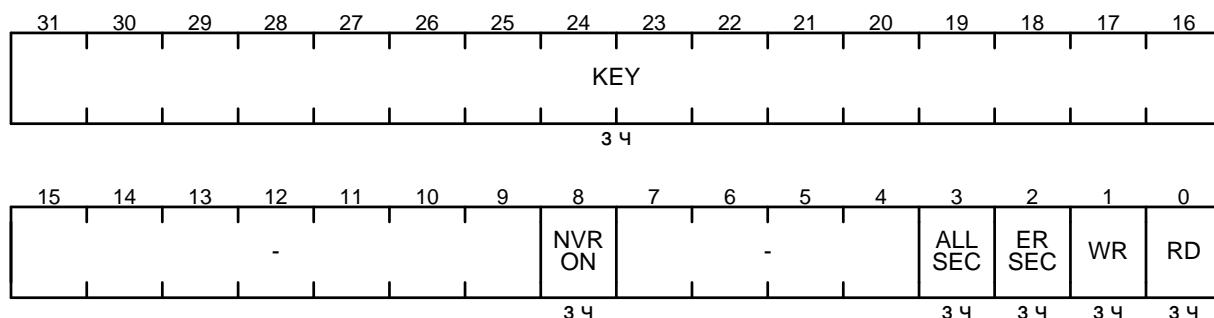 31 30 29 28 27 26 25 24 23 22 21 20 19 18 17 16
KEY
з ч
15 14 13 12 11 10 9 8 7 6 5 4 3 2 1 0
- NVR ON - ALL SEC ER SEC WR RD
з ч з ч з ч з ч з ч